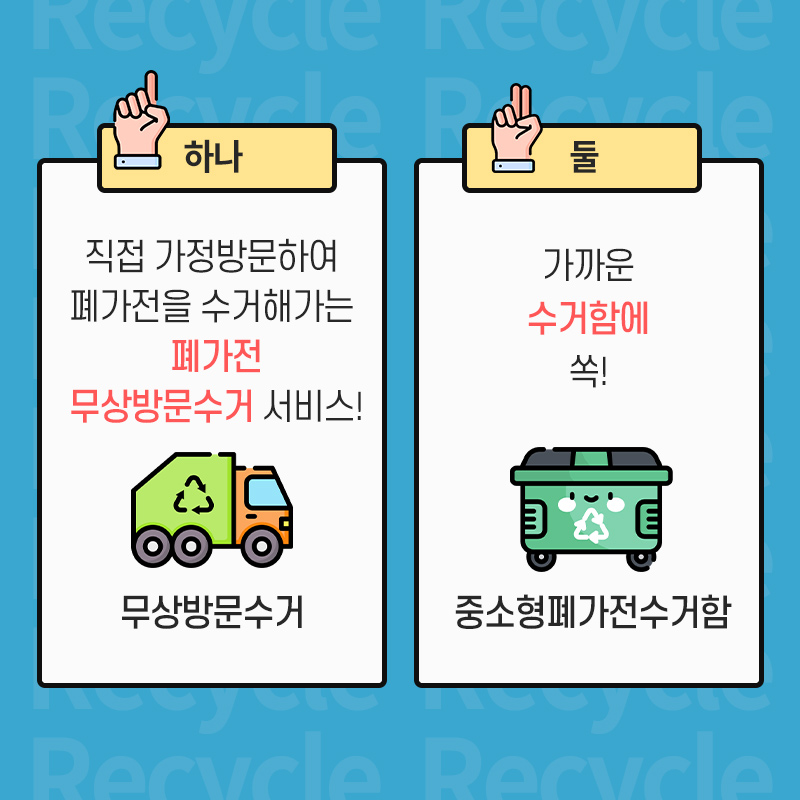 Recycle Recycle
Recycle Recycle
하나
직접 가정방문하여
폐가전을 수거해가는
폐가전
무상방문수거 서비스!
무상방문수거
둘
가까운
수거함에
쏙!
중소형폐가전수거함
Recycle Recycle
Recycle Recycle